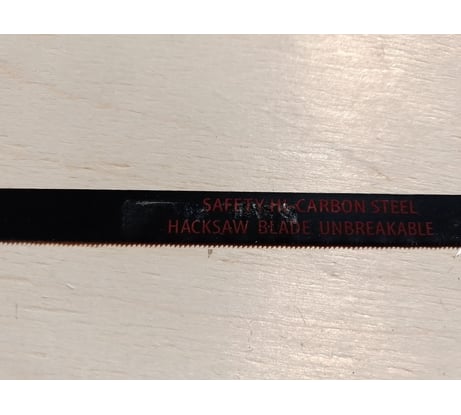 SAFETY HI-CARBON STEEL
HACKSAW BLADE UNBREAKABLE